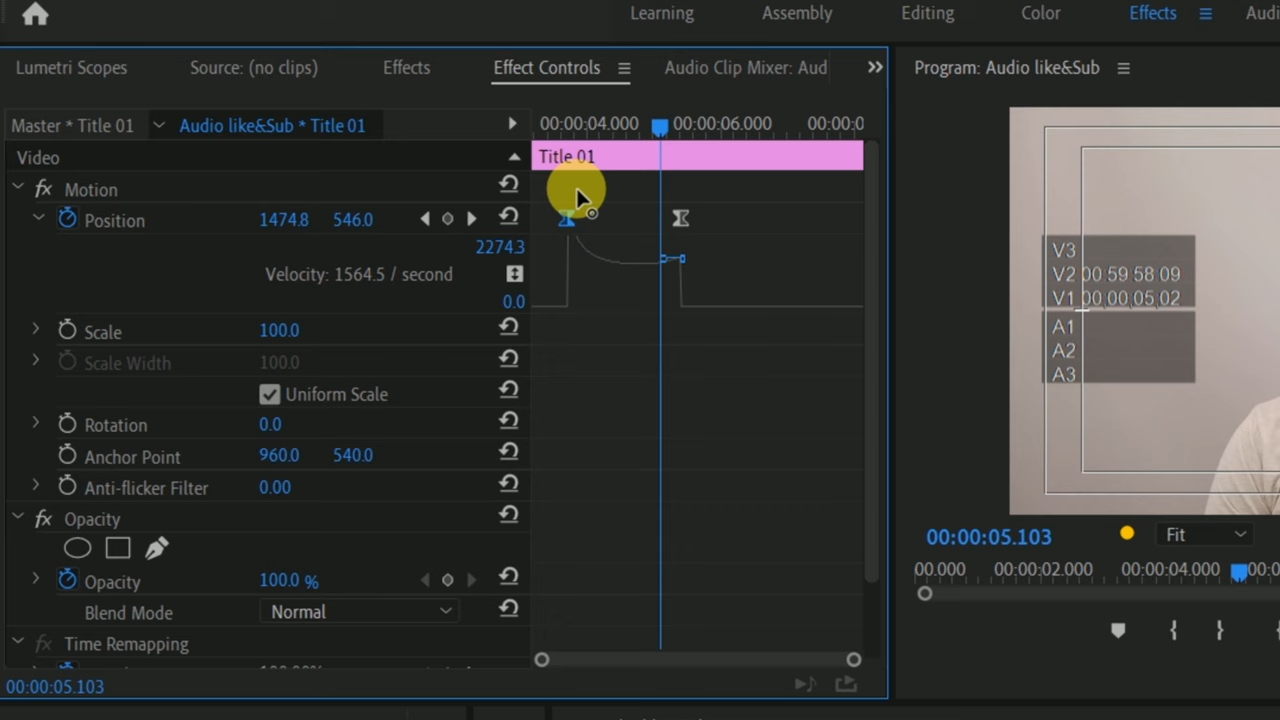 Learning Assembly Editing Color Effects Audi
Lumetri Scopes Source: (no clips) Effects Effect Controls Audio Clip Mixer: Aud Program: Audio like&Sub
Master * Title 01 Audio like&Sub * Title 01 00:00:04.000 00:00:06.000 00:00:0
Video Title 01
fx Motion
Position 1474.8 546.0
2274.3
Velocity: 1564.5 / second
0.0
Scale 100.0
Scale Width 100.0
Uniform Scale
Rotation 0.0
Anchor Point 960.0 540.0
Anti-flicker Filter 0.00
fx Opacity
Opacity 100.0 %
Blend Mode Normal
fx Time Remapping
00:00:05.103
V3
V2 00 59 58 09
V1 00;00;05;02
A1
A2
A3
00:00:05.103 Fit
00.000 00:00:02.000 00:00:04.000 00:0